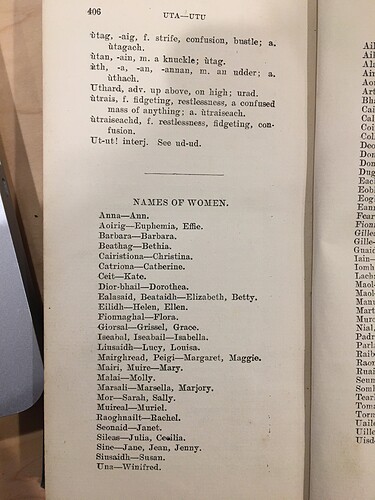 406
UTA—UTU
ùtag, -aig, f. strife, confusion, bustle; a.
ùtagach.
ùtan, -ain, m. a knuckle; ùtag.
ùth, -a, -an, -annan, m. an udder; a.
ùthach.
Uthard, adv. up above, on high; urad.
ùtrais, f. fidgeting, restlessness, a confused
mass of anything; a. ùtraiseach.
ùtraiseachd, f. restlessness, fidgeting, con-
fusion.
Ut-ut! interj. See ud-ud.
NAMES OF WOMEN.
Anna—Ann.
Aoirig—Euphemia, Effie.
Barbara—Barbara.
Beathag—Bethia.
Cairistiona—Christina.
Catriona—Catherine.
Ceit—Kate.
Dior-bhail—Dorothea.
Ealasaid, Beataidh—Elizabeth, Betty.
Eilidh—Helen, Ellen.
Fionnaghal—Flora.
Giorsal—Grissel, Grace.
Iseabal, Iseabail—Isabella.
Liusaidh—Lucy, Louisa.
Mairghread, Peigi—Margaret, Maggie.
Mairi, Muire—Mary.
Malai—Molly.
Marsali—Marsella, Marjory.
Mor—Sarah, Sally.
Muireal—Muriel.
Raoghnailt—Rachel.
Seonaid—Janet.
Sileas—Julia, Cecilia.
Sine—Jane, Jean, Jenny.
Siusaidh—Susan.
Una—Winifred.